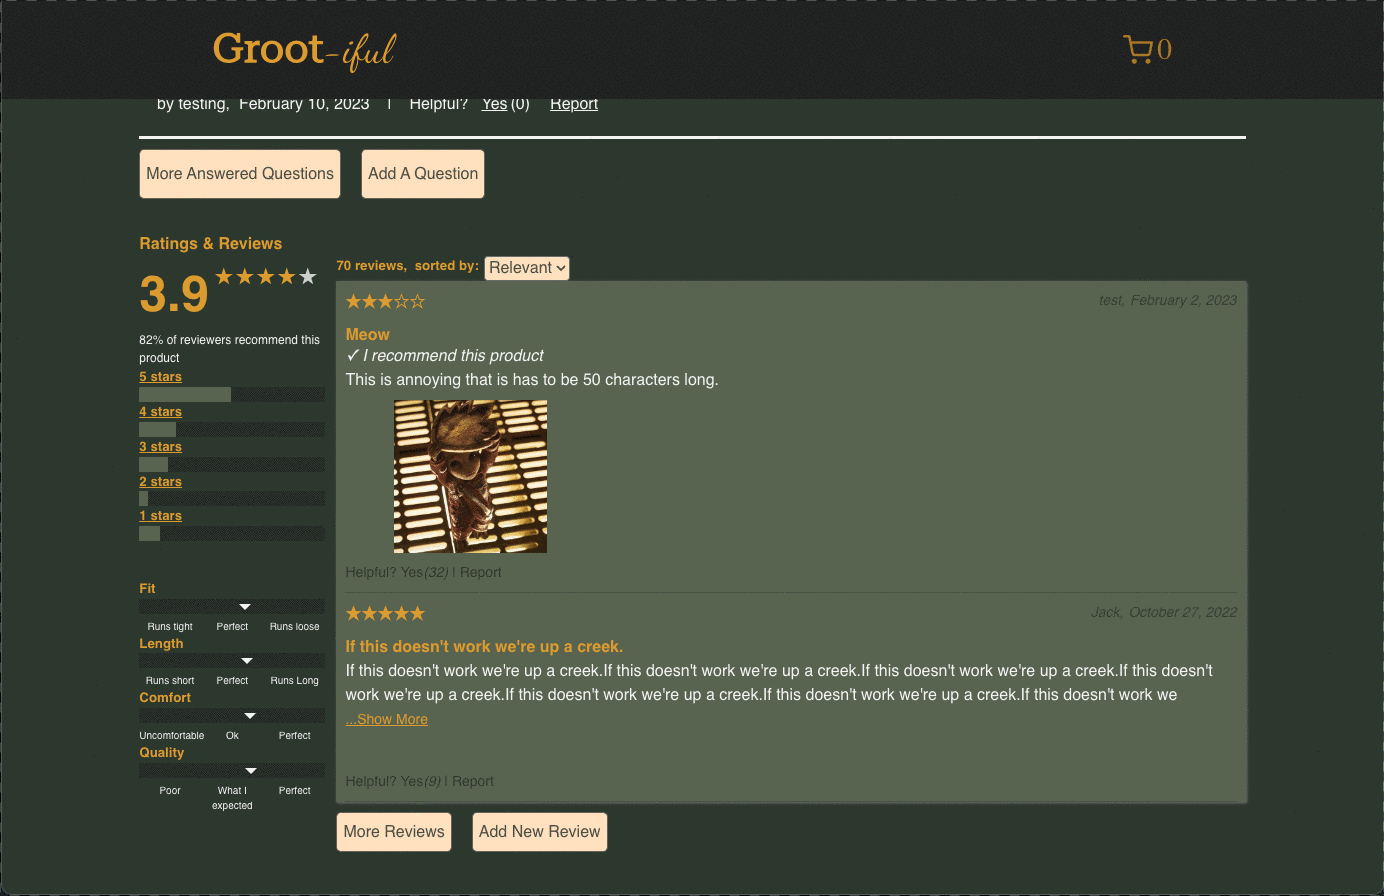 Groot-iful
0
by testing, February 10, 2023 | Helpful? Yes (0) Report
More Answered Questions
Add A Question
Ratings & Reviews
3.9
82% of reviewers recommend this
product
5 stars
4 stars
3 stars
2 stars
1 stars
Fit
Runs tight Perfect Runs loose
Length
Runs short Perfect Runs Long
Comfort
Uncomfortable Ok Perfect
Quality
Poor What I Perfect
expected
70 reviews, sorted by: Relevant
test, February 2, 2023
Meow
✓ I recommend this product
This is annoying that is has to be 50 characters long.
Helpful? Yes(32) | Report
Jack, October 27, 2022
If this doesn't work we're up a creek.
If this doesn't work we're up a creek.If this doesn't work we're up a creek.If this doesn't work we're up a creek.If this doesn't
work we're up a creek.If this doesn't work we're up a creek.If this doesn't work we're up a creek.If this doesn't work we
...Show More
Helpful? Yes(9) | Report
More Reviews
Add New Review